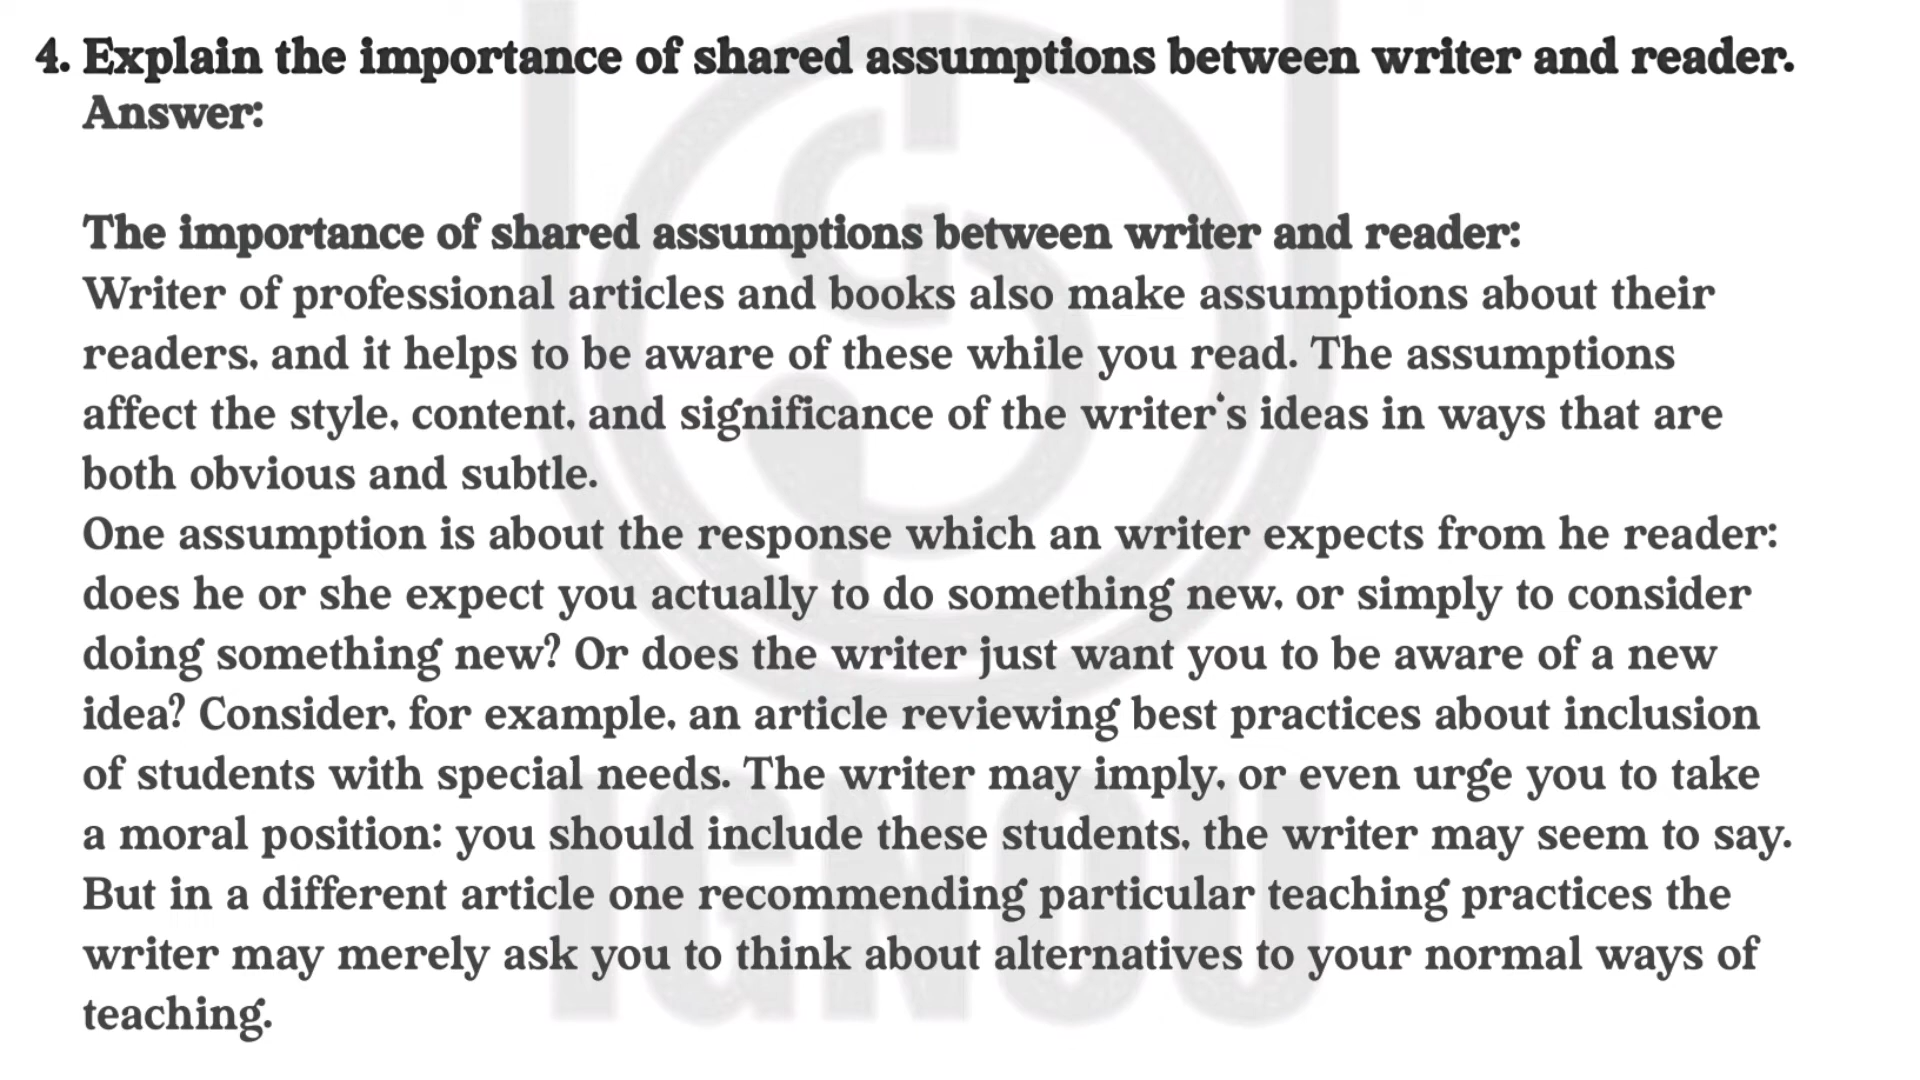 4. Explain the importance of shared assumptions between writer and reader.
Answer:
The importance of shared assumptions between writer and reader:
Writer of professional articles and books also make assumptions about their
readers, and it helps to be aware of these while you read. The assumptions
affect the style, content, and significance of the writer's ideas in ways that are
both obvious and subtle.
One assumption is about the response which an writer expects from he reader:
does he or she expect you actually to do something new, or simply to consider
doing something new? Or does the writer just want you to be aware of a new
idea? Consider, for example, an article reviewing best practices about inclusion
of students with special needs. The writer may imply, or even urge you to take
a moral position: you should include these students, the writer may seem to say.
But in a different article one recommending particular teaching practices the
writer may merely ask you to think about alternatives to your normal ways of
teaching.
IGNOU